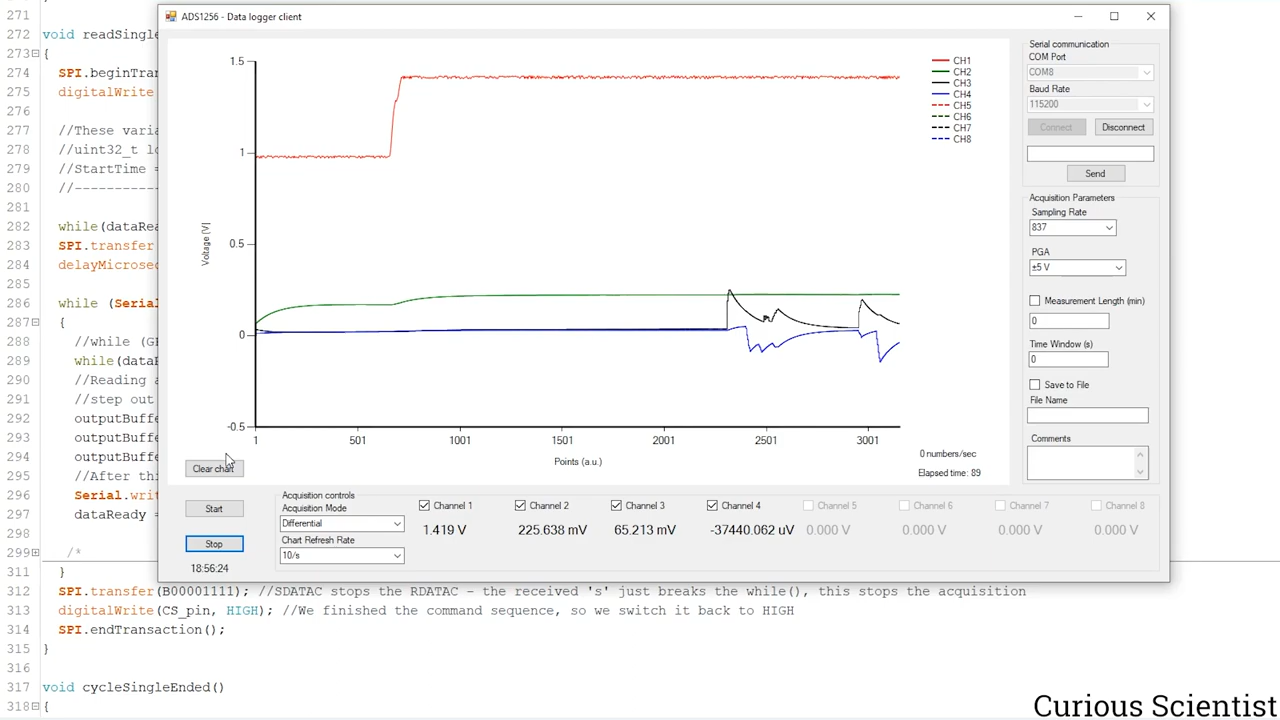 271
272 void readSingle
273 {
274 SPI.beginTran
275 digitalWrite
276
277 //These varia
278 //uint32_t lo
279 //StartTime =
280 //-----------
281
282 while(dataRea
283 SPI.transfer
284 delayMicrosec
285
286 while (Serial
287 {
288 //while (GP
289 while(dataR
290 //Reading a
291 //step out
292 outputBuffe
293 outputBuffe
294 outputBuffe
295 //After thi
296 Serial.writ
297 dataReady =
298
299 /*
311 }
312 SPI.transfer(B00001111); //SDATAC stops the RDATAC - the received 's' just breaks the while(), this stops the acquisition
313 digitalWrite(CS_pin, HIGH); //We finished the command sequence, so we switch it back to HIGH
314 SPI.endTransaction();
315 }
316
317 void cycleSingleEnded()
318 {
ADS1256 - Data logger client
1.5
1
0.5
0
-0.5
Voltage [V]
1 501 1001 1501 2001 2501 3001
Points (a.u.)
CH1
CH2
CH3
CH4
CH5
CH6
CH7
CH8
0 numbers/sec
Elapsed time: 89
Serial communication
COM Port
COM8
Baud Rate
115200
Connect Disconnect
Send
Acquisition Parameters
Sampling Rate
837
PGA
±5 V
Measurement Length (min)
0
Time Window (s)
0
Save to File
File Name
Comments
Clear chart
Start
Stop
18:56:24
Acquisition controls
Acquisition Mode
Differential
Chart Refresh Rate
10/s
Channel 1 Channel 2 Channel 3 Channel 4 Channel 5 Channel 6 Channel 7 Channel 8
1.419 V 225.638 mV 65.213 mV -37440.062 uV 0.000 V 0.000 V 0.000 V 0.000 V
Curious Scientist